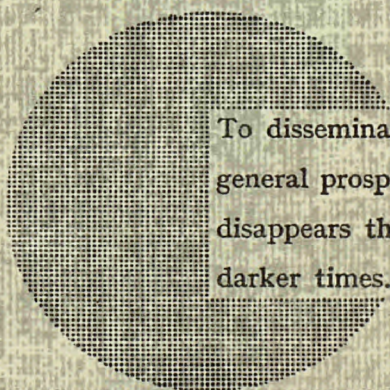 To dissemina
general prosp
disappears th
darker times.